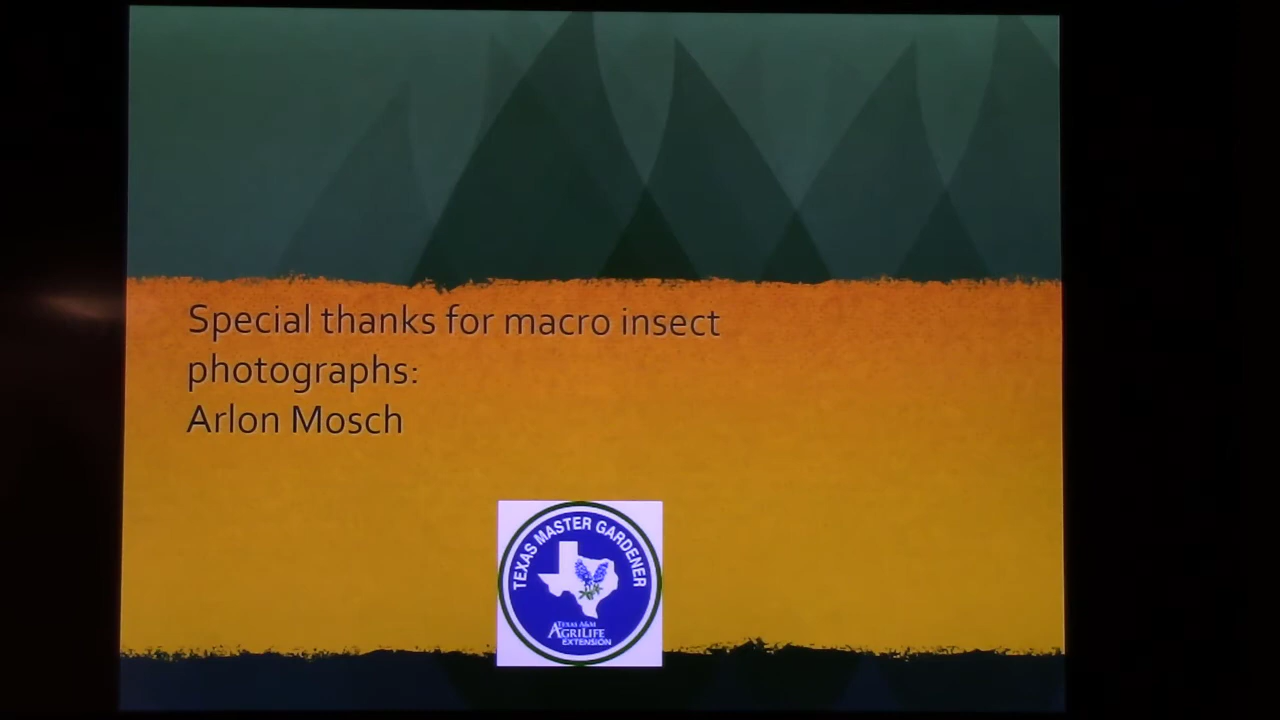 Special thanks for macro insect
photographs:
Arlon Mosch
TEXAS MASTER GARDENER
TEXAS A&M
AGRILIFE
EXTENSION